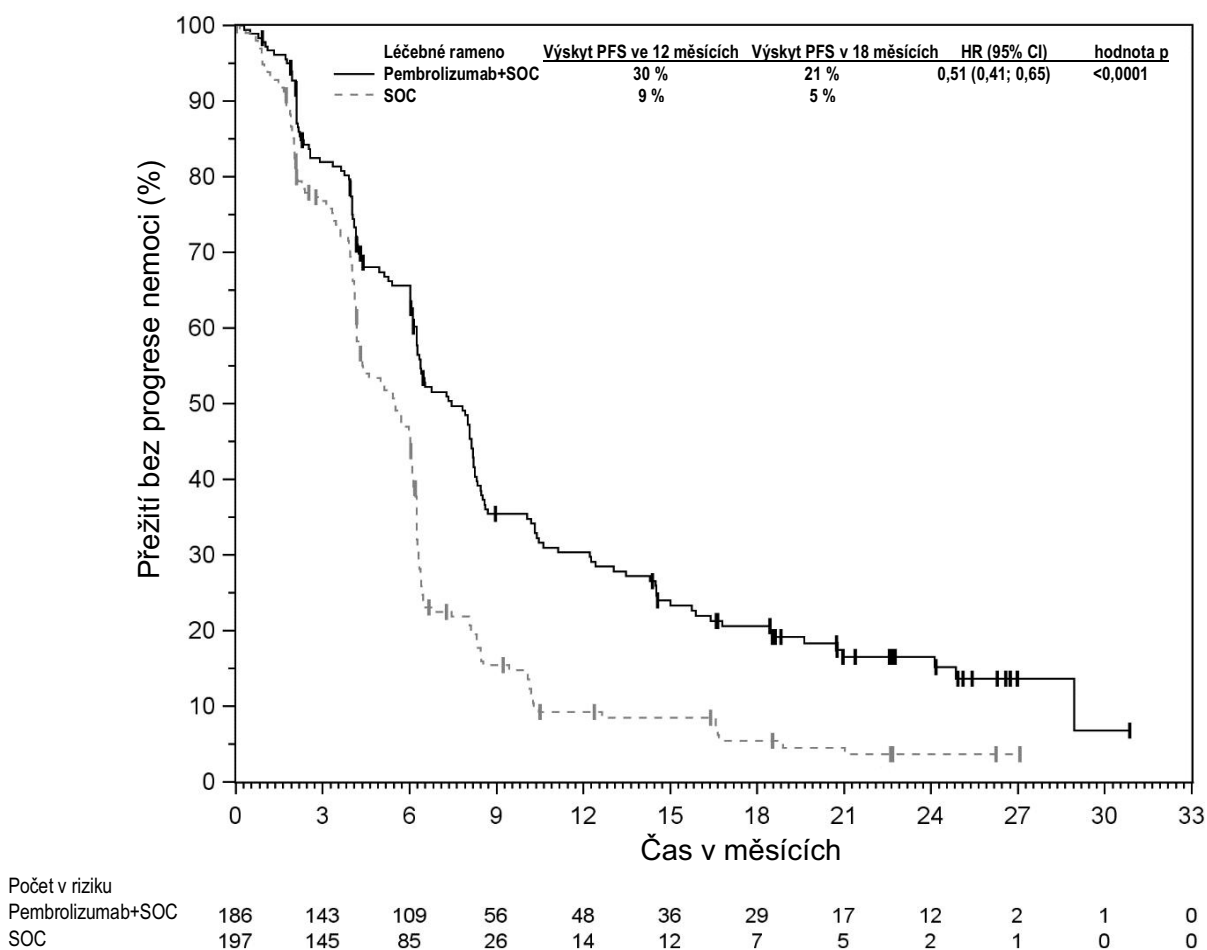 Léčebné rameno Výskyt PFS ve 12 měsících Výskyt PFS v 18 měsících HR (95% CI) hodnota p
Pembrolizumab+SOC 30 % 21 % 0,51 (0,41; 0,65) <0,0001
SOC 9 % 5 %
Přežití bez progrese nemoci (%)
100
90
80
70
60
50
40
30
20
10
0
0 3 6 9 12 15 18 21 24 27 30 33
Čas v měsících
Počet v riziku
Pembrolizumab+SOC 186 143 109 56 48 36 29 17 12 2 1 0
SOC 197 145 85 26 14 12 7 5 2 1 0 0